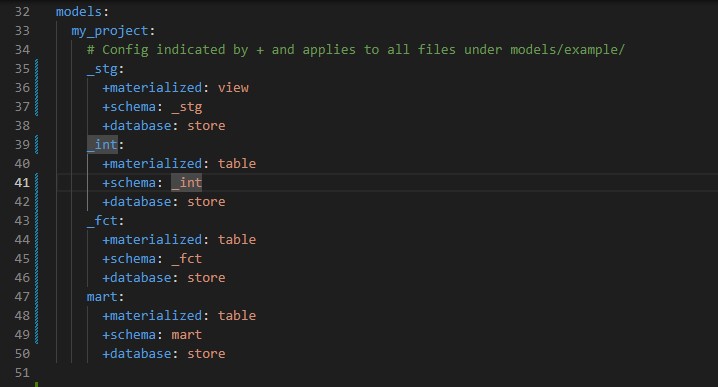 32 models:
33   my_project:
34     # Config indicated by + and applies to all files under models/example/
35     _stg:
36       +materialized: view
37       +schema: _stg
38       +database: store
39     _int:
40       +materialized: table
41       +schema: _int
42       +database: store
43     _fct:
44       +materialized: table
45       +schema: _fct
46       +database: store
47     mart:
48       +materialized: table
49       +schema: mart
50       +database: store
51